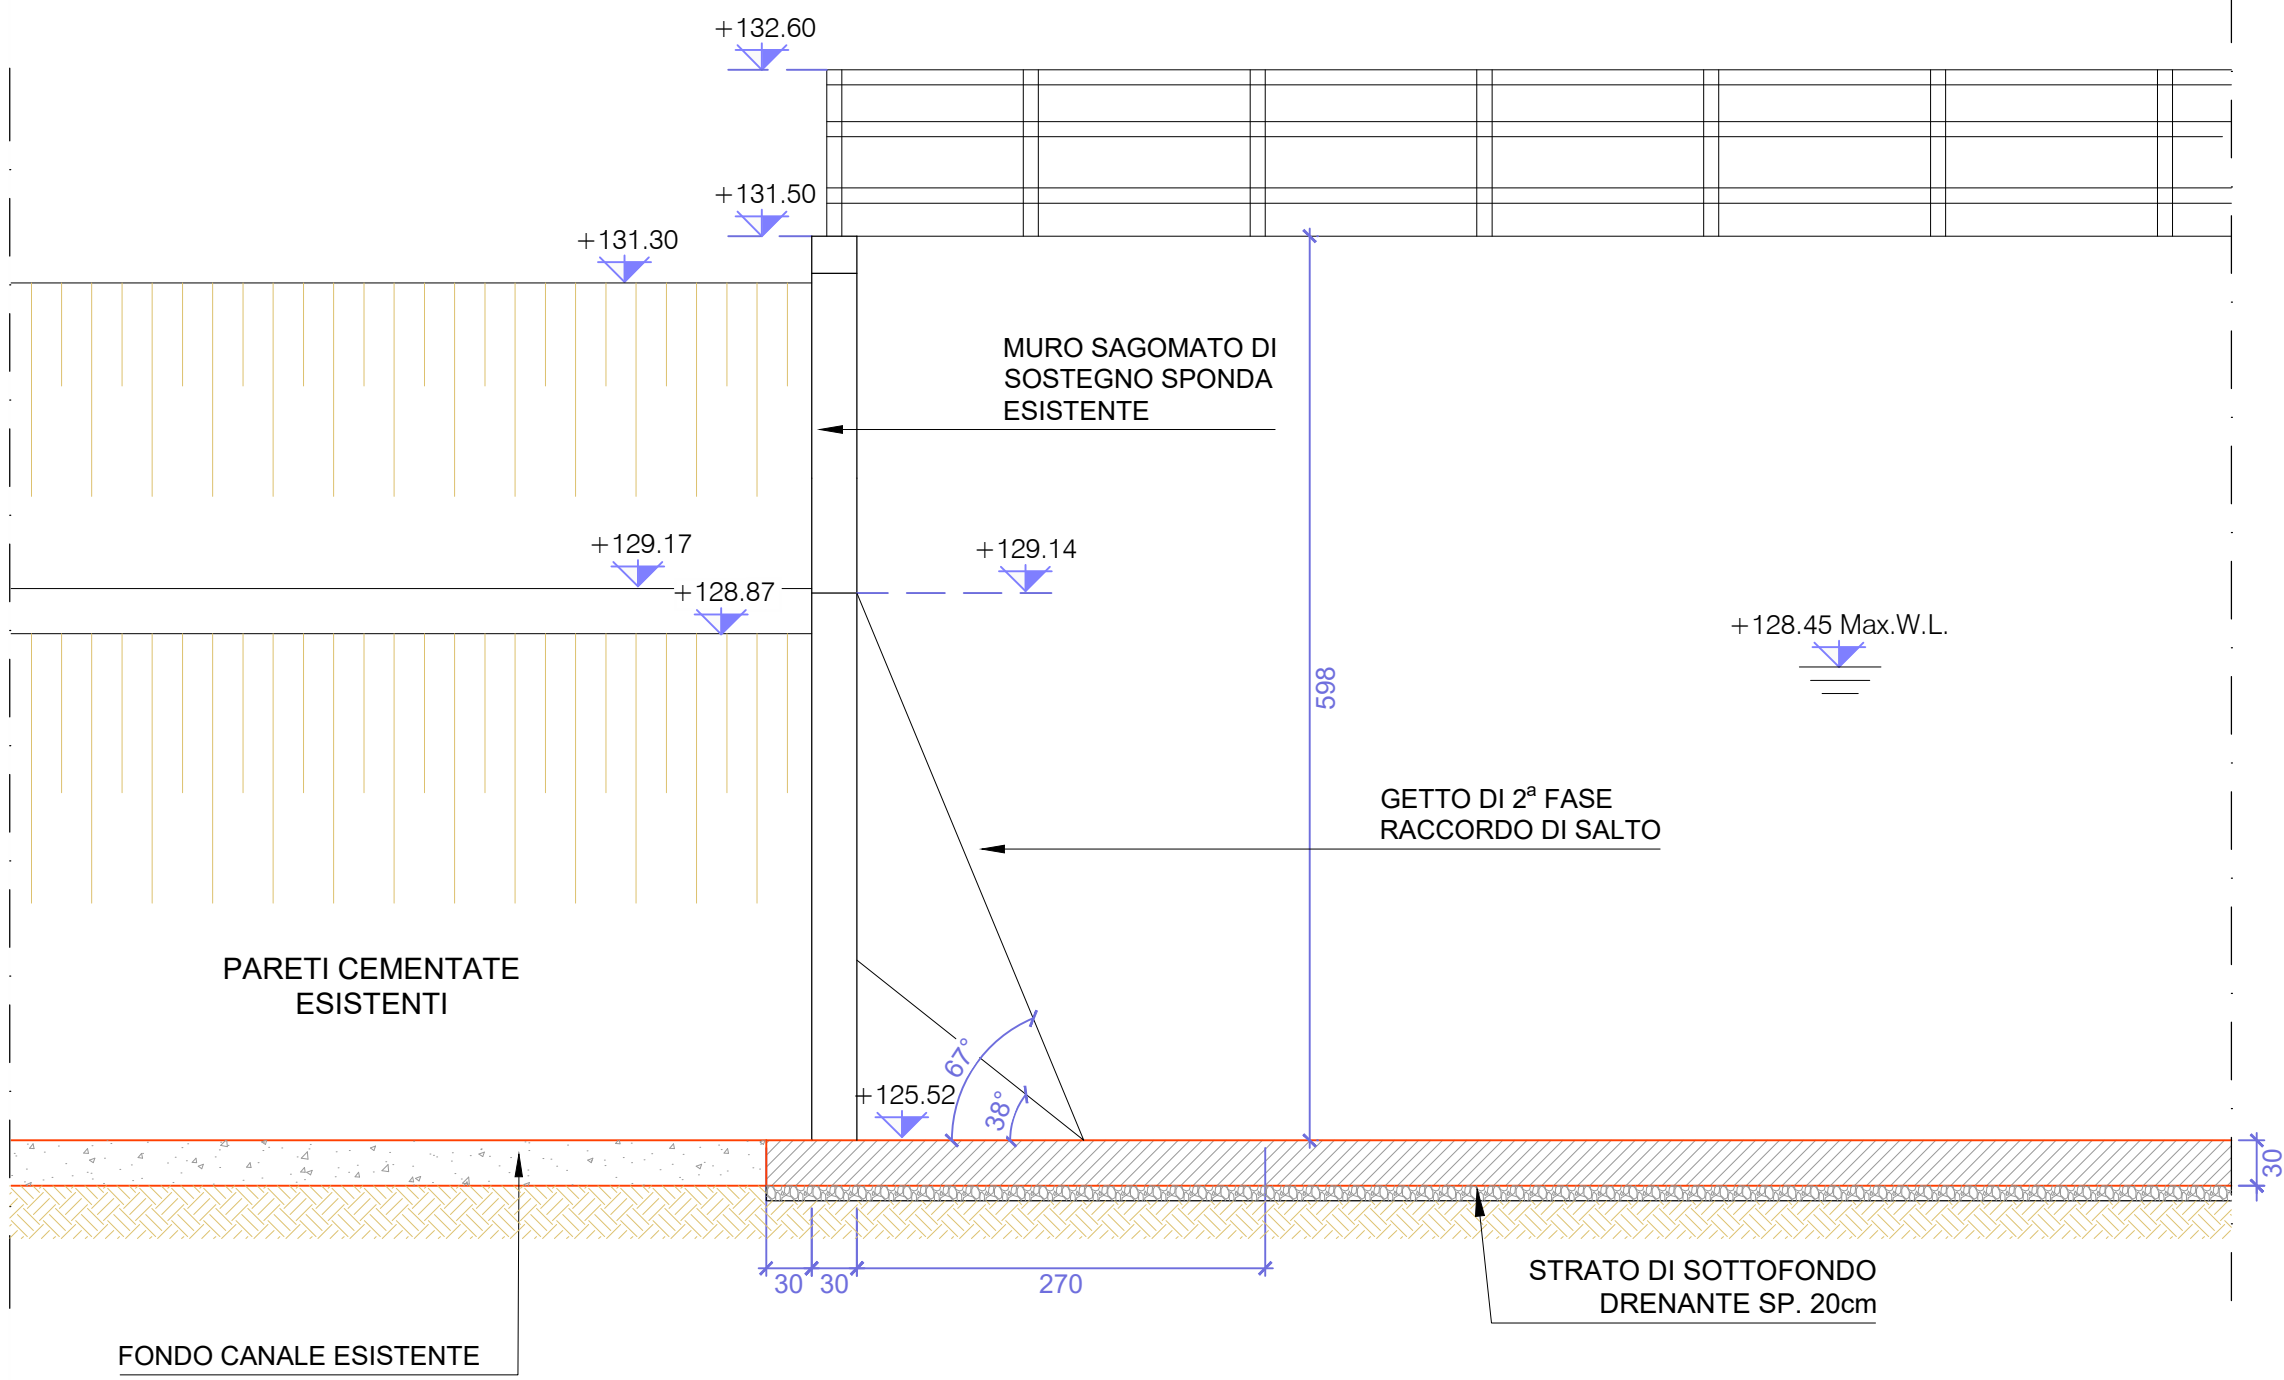 +132.60
+131.50
+131.30
MURO SAGOMATO DI
SOSTEGNO SPONDA
ESISTENTE
+129.17
+129.14
+128.87
+128.45 Max.W.L.
598
GETTO DI 2ª FASE
RACCORDO DI SALTO
PARETI CEMENTATE
ESISTENTI
67°
38°
+125.52
30
30
30
270
STRATO DI SOTTOFONDO
DRENANTE SP. 20cm
FONDO CANALE ESISTENTE